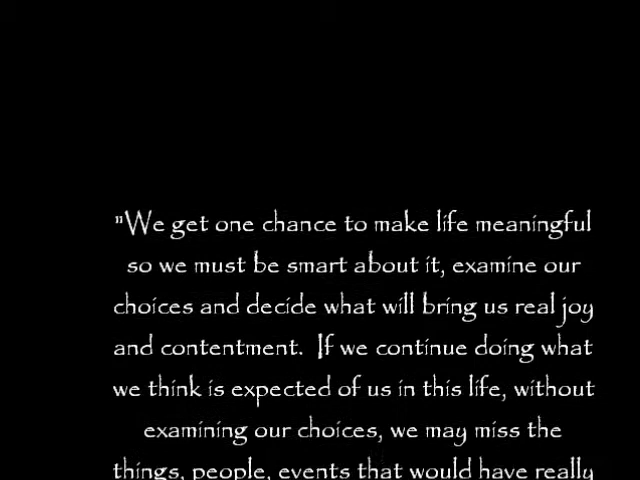 "We get one chance to make life meaningful
so we must be smart about it, examine our
choices and decide what will bring us real joy
and contentment.  If we continue doing what
we think is expected of us in this life, without
examining our choices, we may miss the
things, people, events that would have really